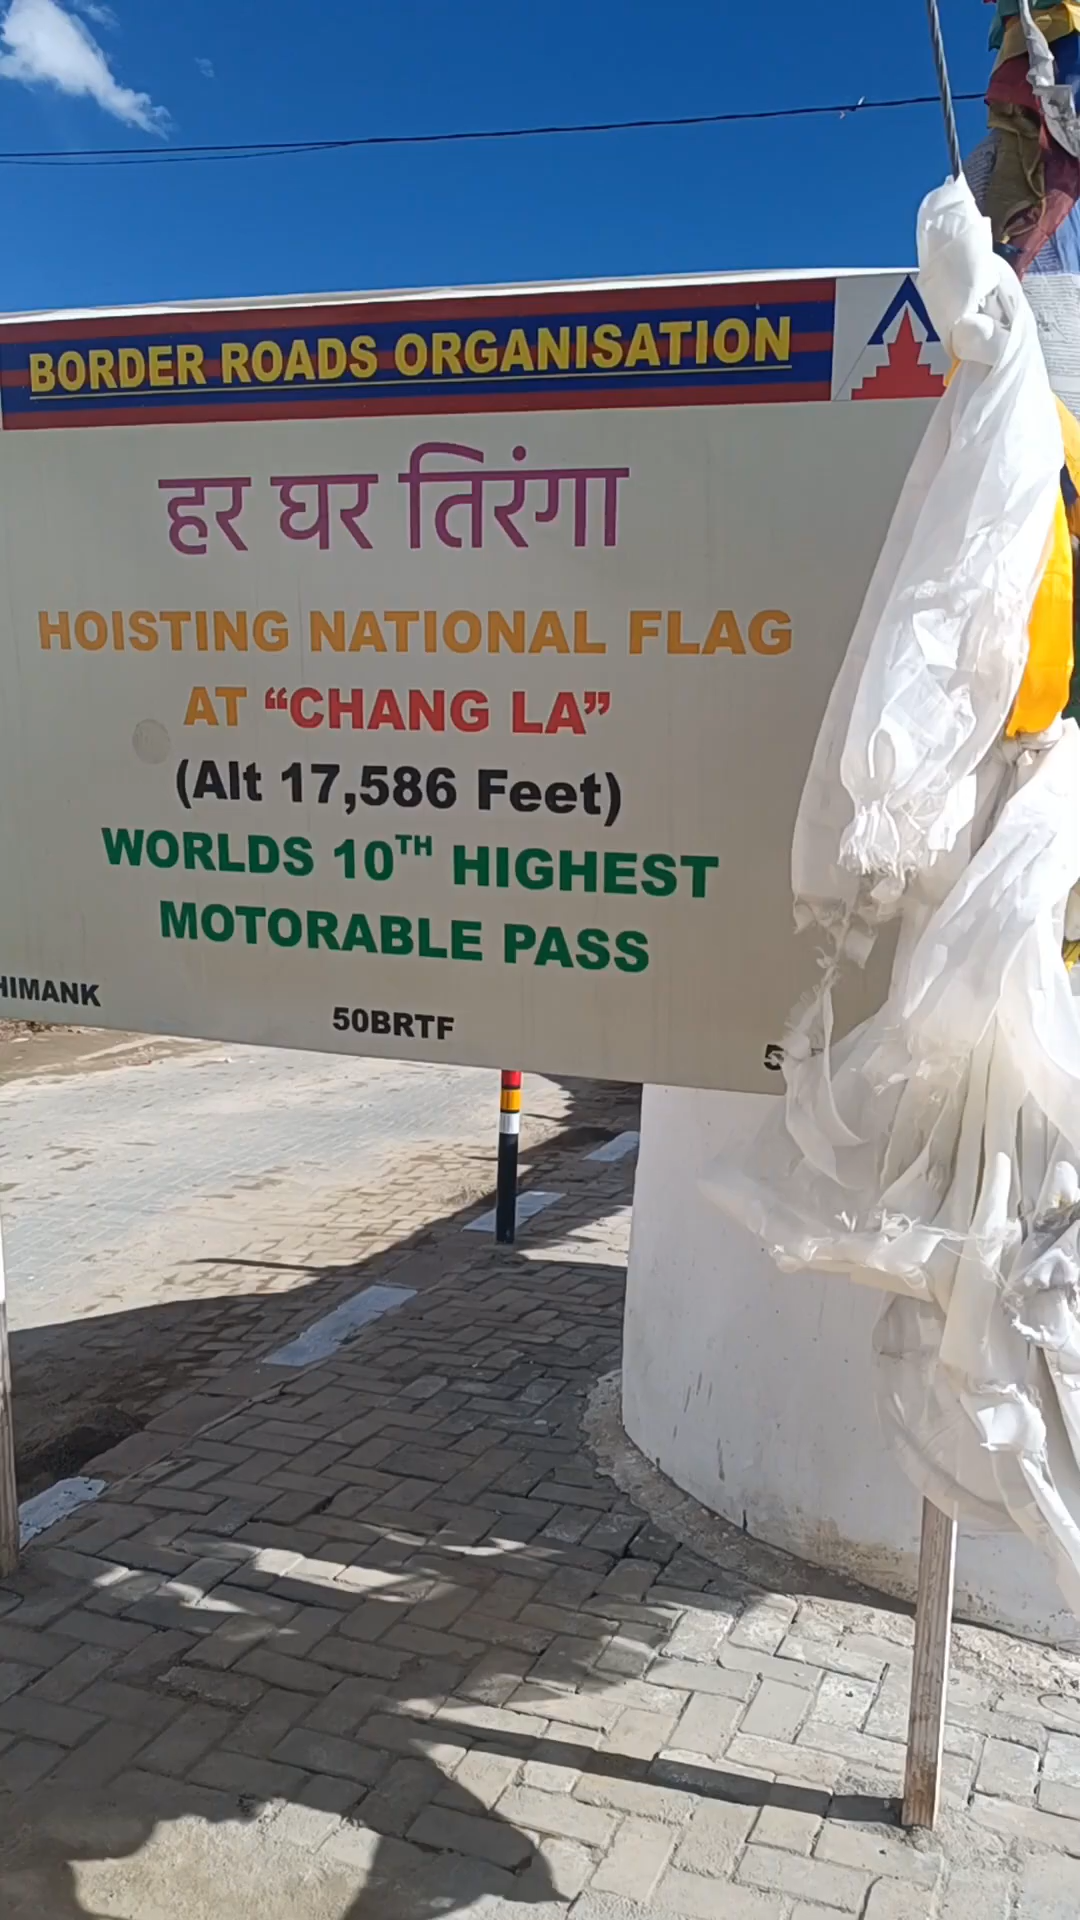 BORDER ROADS ORGANISATION
हर घर तिरंगा
HOISTING NATIONAL FLAG
AT “CHANG LA”
(Alt 17,586 Feet)
WORLDS 10TH HIGHEST
MOTORABLE PASS
HIMANK
50BRTF
5